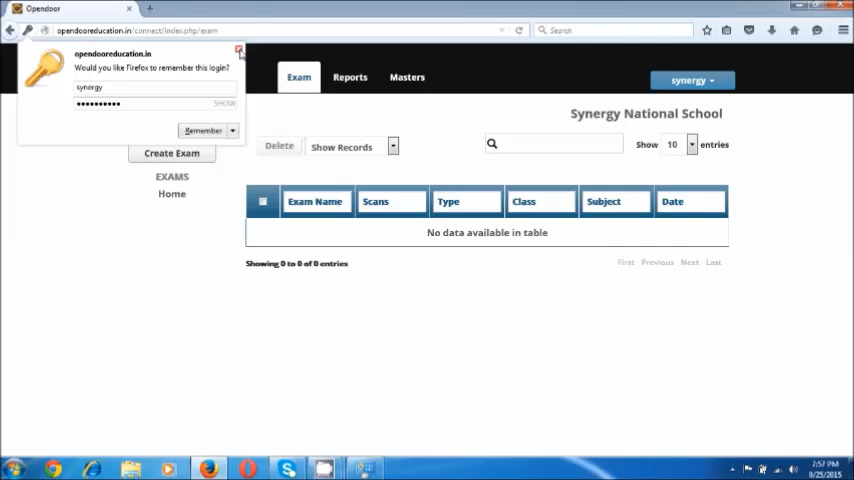 Opendoor
opendooreducation.in/connect/index.php/exam
Search
opendooreducation.in
Would you like Firefox to remember this login?
synergy
SHOW
Remember
Exam Reports Masters
synergy
Synergy National School
Create Exam
EXAMS
Home
Delete Show Records Show 10 entries
Exam Name Scans Type Class Subject Date
No data available in table
Showing 0 to 0 of 0 entries
First Previous Next Last
7:57 PM
9/25/2015